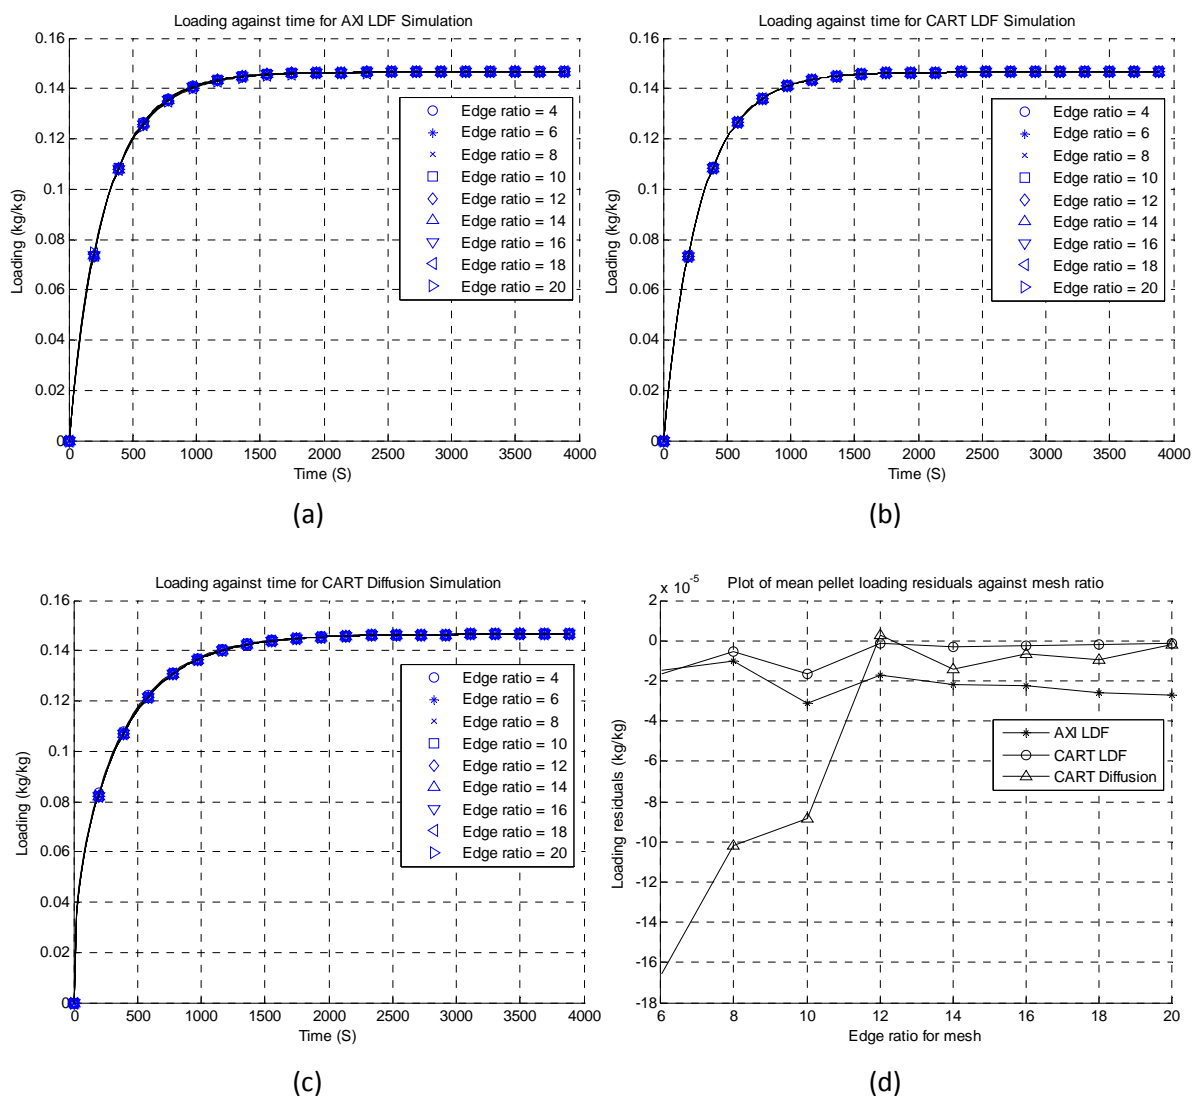 Loading against time for AXI LDF Simulation
0.16
0.14
0.12
0.1
0.08
0.06
0.04
0.02
0
Loading (kg/kg)
Edge ratio = 4
Edge ratio = 6
Edge ratio = 8
Edge ratio = 10
Edge ratio = 12
Edge ratio = 14
Edge ratio = 16
Edge ratio = 18
Edge ratio = 20
0 500 1000 1500 2000 2500 3000 3500 4000
Time (S)
(a)
Loading against time for CART LDF Simulation
0.16
0.14
0.12
0.1
0.08
0.06
0.04
0.02
0
Loading (kg/kg)
Edge ratio = 4
Edge ratio = 6
Edge ratio = 8
Edge ratio = 10
Edge ratio = 12
Edge ratio = 14
Edge ratio = 16
Edge ratio = 18
Edge ratio = 20
0 500 1000 1500 2000 2500 3000 3500 4000
Time (S)
(b)
Loading against time for CART Diffusion Simulation
0.16
0.14
0.12
0.1
0.08
0.06
0.04
0.02
0
Loading (kg/kg)
Edge ratio = 4
Edge ratio = 6
Edge ratio = 8
Edge ratio = 10
Edge ratio = 12
Edge ratio = 14
Edge ratio = 16
Edge ratio = 18
Edge ratio = 20
0 500 1000 1500 2000 2500 3000 3500 4000
Time (S)
(c)
Plot of mean pellet loading residuals against mesh ratio
x 10^-5
2
0
-2
-4
-6
-8
-10
-12
-14
-16
-18
Loading residuals (kg/kg)
AXI LDF
CART LDF
CART Diffusion
6 8 10 12 14 16 18 20
Edge ratio for mesh
(d)